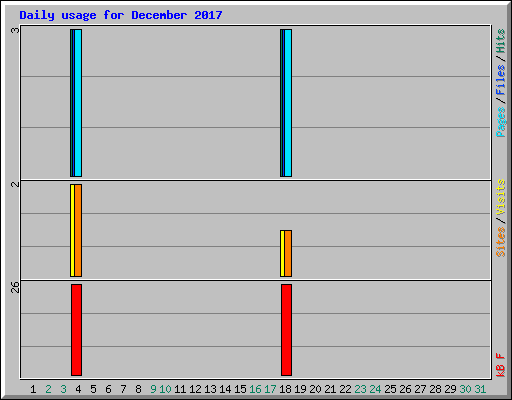 Daily usage for December 2017
3
2
26
Pages/Files/Hits
Sites/Visits
kB F
1 2 3 4 5 6 7 8 9 10 11 12 13 14 15 16 17 18 19 20 21 22 23 24 25 26 27 28 29 30 31